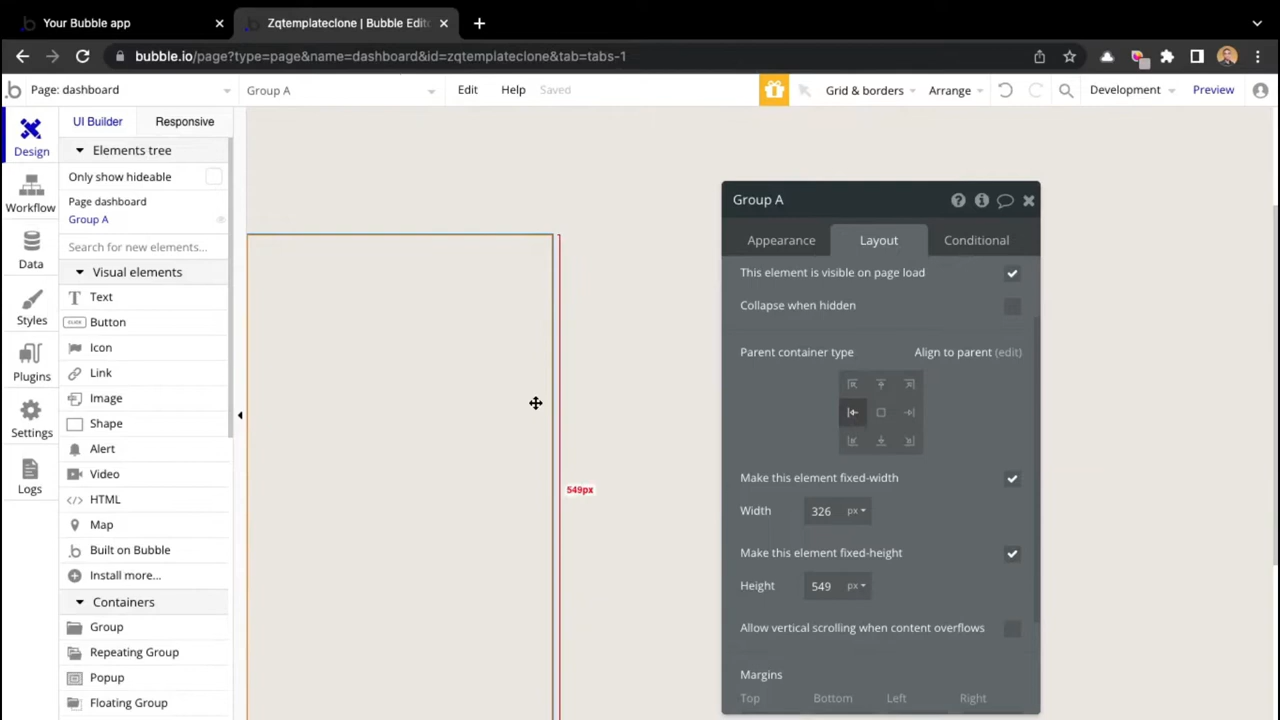 Your Bubble app
Zqtemplateclone | Bubble Edito
bubble.io/page?type=page&name=dashboard&id=zqtemplateclone&tab=tabs-1
Page: dashboard
Group A
Edit
Help
Saved
Grid & borders
Arrange
Development
Preview
Design
Workflow
Data
Styles
Plugins
Settings
Logs
UI Builder
Responsive
Elements tree
Only show hideable
Page dashboard
Group A
Search for new elements...
Visual elements
Text
CLICK
Button
Icon
Link
Image
Shape
Alert
Video
HTML
Map
Built on Bubble
Install more...
Containers
Group
Repeating Group
Popup
Floating Group
549px
Group A
Appearance
Layout
Conditional
This element is visible on page load
Collapse when hidden
Parent container type
Align to parent (edit)
Make this element fixed-width
Width 326 px
Make this element fixed-height
Height 549 px
Allow vertical scrolling when content overflows
Margins
Top Bottom Left Right